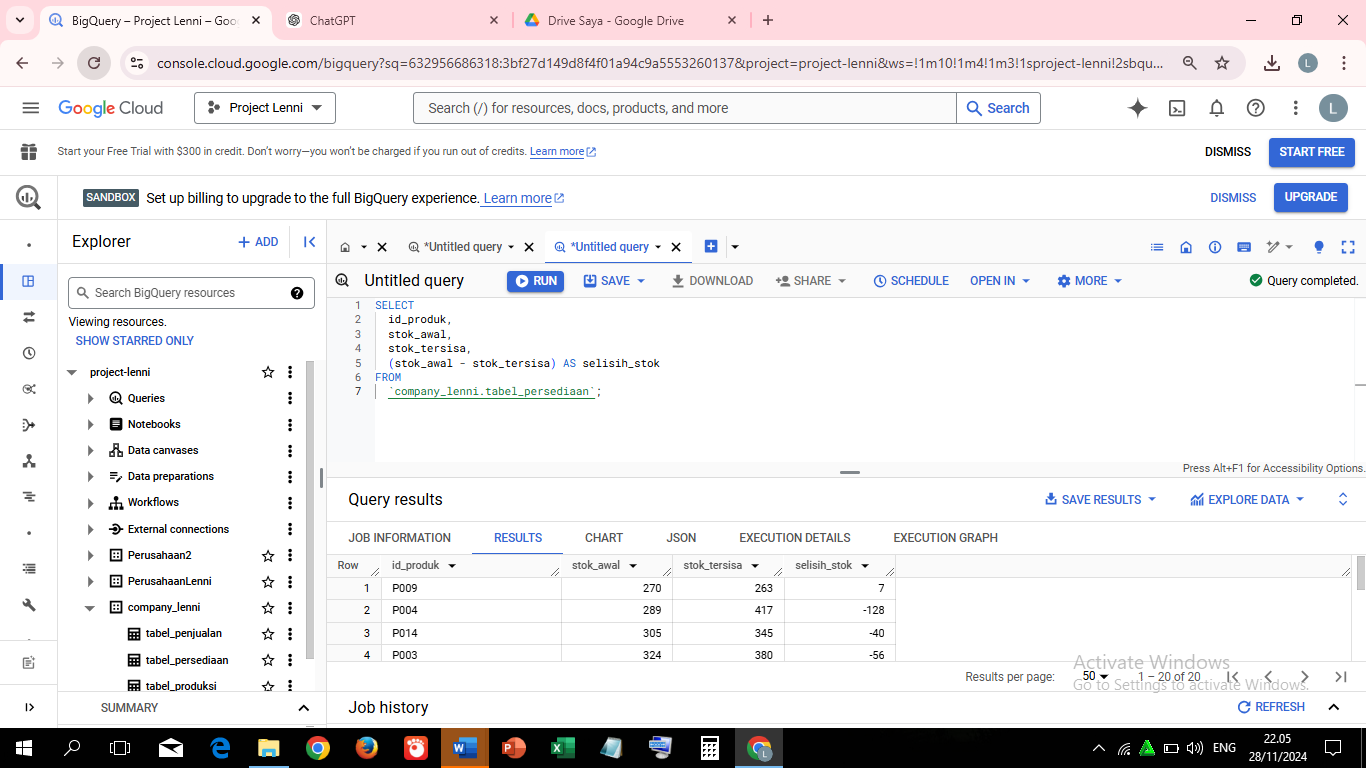 BigQuery – Project Lenni – Goo
ChatGPT
Drive Saya - Google Drive
console.cloud.google.com/bigquery?sq=632956686318:3bf27d149d8f4f01a94c9a5553260137&project=project-lenni&ws=!1m10!1m4!1m3!1sproject-lenni!2sbqu...
L
Google Cloud
Project Lenni
Search (/) for resources, docs, products, and more
Search
L
Start your Free Trial with $300 in credit. Don't worry—you won't be charged if you run out of credits. Learn more
DISMISS
START FREE
SANDBOX
Set up billing to upgrade to the full BigQuery experience. Learn more
DISMISS
UPGRADE
Explorer
+ ADD
*Untitled query
*Untitled query
Untitled query
RUN
SAVE
DOWNLOAD
SHARE
SCHEDULE
OPEN IN
MORE
Query completed.
Search BigQuery resources
Viewing resources.
SHOW STARRED ONLY
project-lenni
Queries
Notebooks
Data canvases
Data preparations
Workflows
External connections
Perusahaan2
PerusahaanLenni
company_lenni
tabel_penjualan
tabel_persediaan
tabel_produksi
SUMMARY
1 SELECT
2 id_produk,
3 stok_awal,
4 stok_tersisa,
5 (stok_awal - stok_tersisa) AS selisih_stok
6 FROM
7 `company_lenni.tabel_persediaan`;
Press Alt+F1 for Accessibility Options.
Query results
SAVE RESULTS
EXPLORE DATA
JOB INFORMATION
RESULTS
CHART
JSON
EXECUTION DETAILS
EXECUTION GRAPH
Row id_produk stok_awal stok_tersisa selisih_stok
1 P009 270 263 7
2 P004 289 417 -128
3 P014 305 345 -40
4 P003 324 380 -56
Results per page: 50 1 – 20 of 20
Activate Windows
Go to Settings to activate Windows.
Job history
REFRESH
L
ENG
22.05
28/11/2024